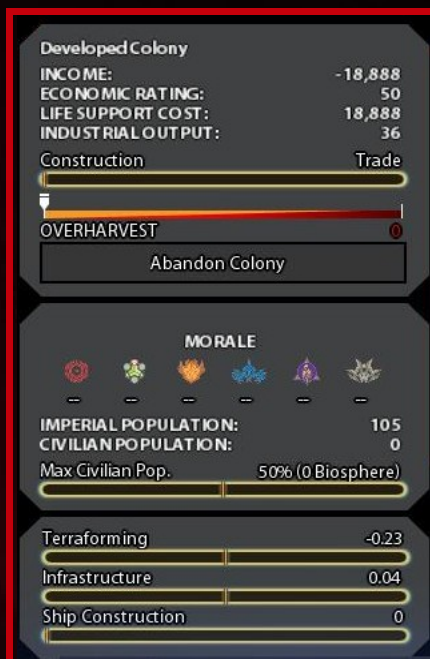 Developed Colony
INCOME: -18,888
ECONOMIC RATING: 50
LIFE SUPPORT COST: 18,888
INDUSTRIAL OUTPUT: 36
Construction Trade
OVERHARVEST 0
Abandon Colony
MORALE
-- -- -- -- -- --
IMPERIAL POPULATION: 105
CIVILIAN POPULATION: 0
Max Civilian Pop. 50% (0 Biosphere)
Terraforming -0.23
Infrastructure 0.04
Ship Construction 0